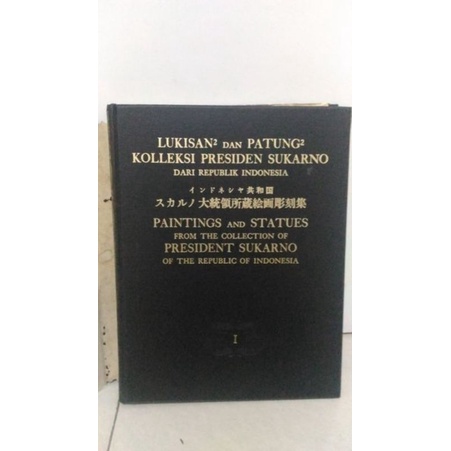 LUKISAN² DAN PATUNG²
KOLLEKSI PRESIDEN SUKARNO
DARI REPUBLIK INDONESIA
インドネシヤ共和国
スカルノ大統領所蔵絵画彫刻集
PAINTINGS AND STATUES
FROM THE COLLECTION OF
PRESIDENT SUKARNO
OF THE REPUBLIC OF INDONESIA
I